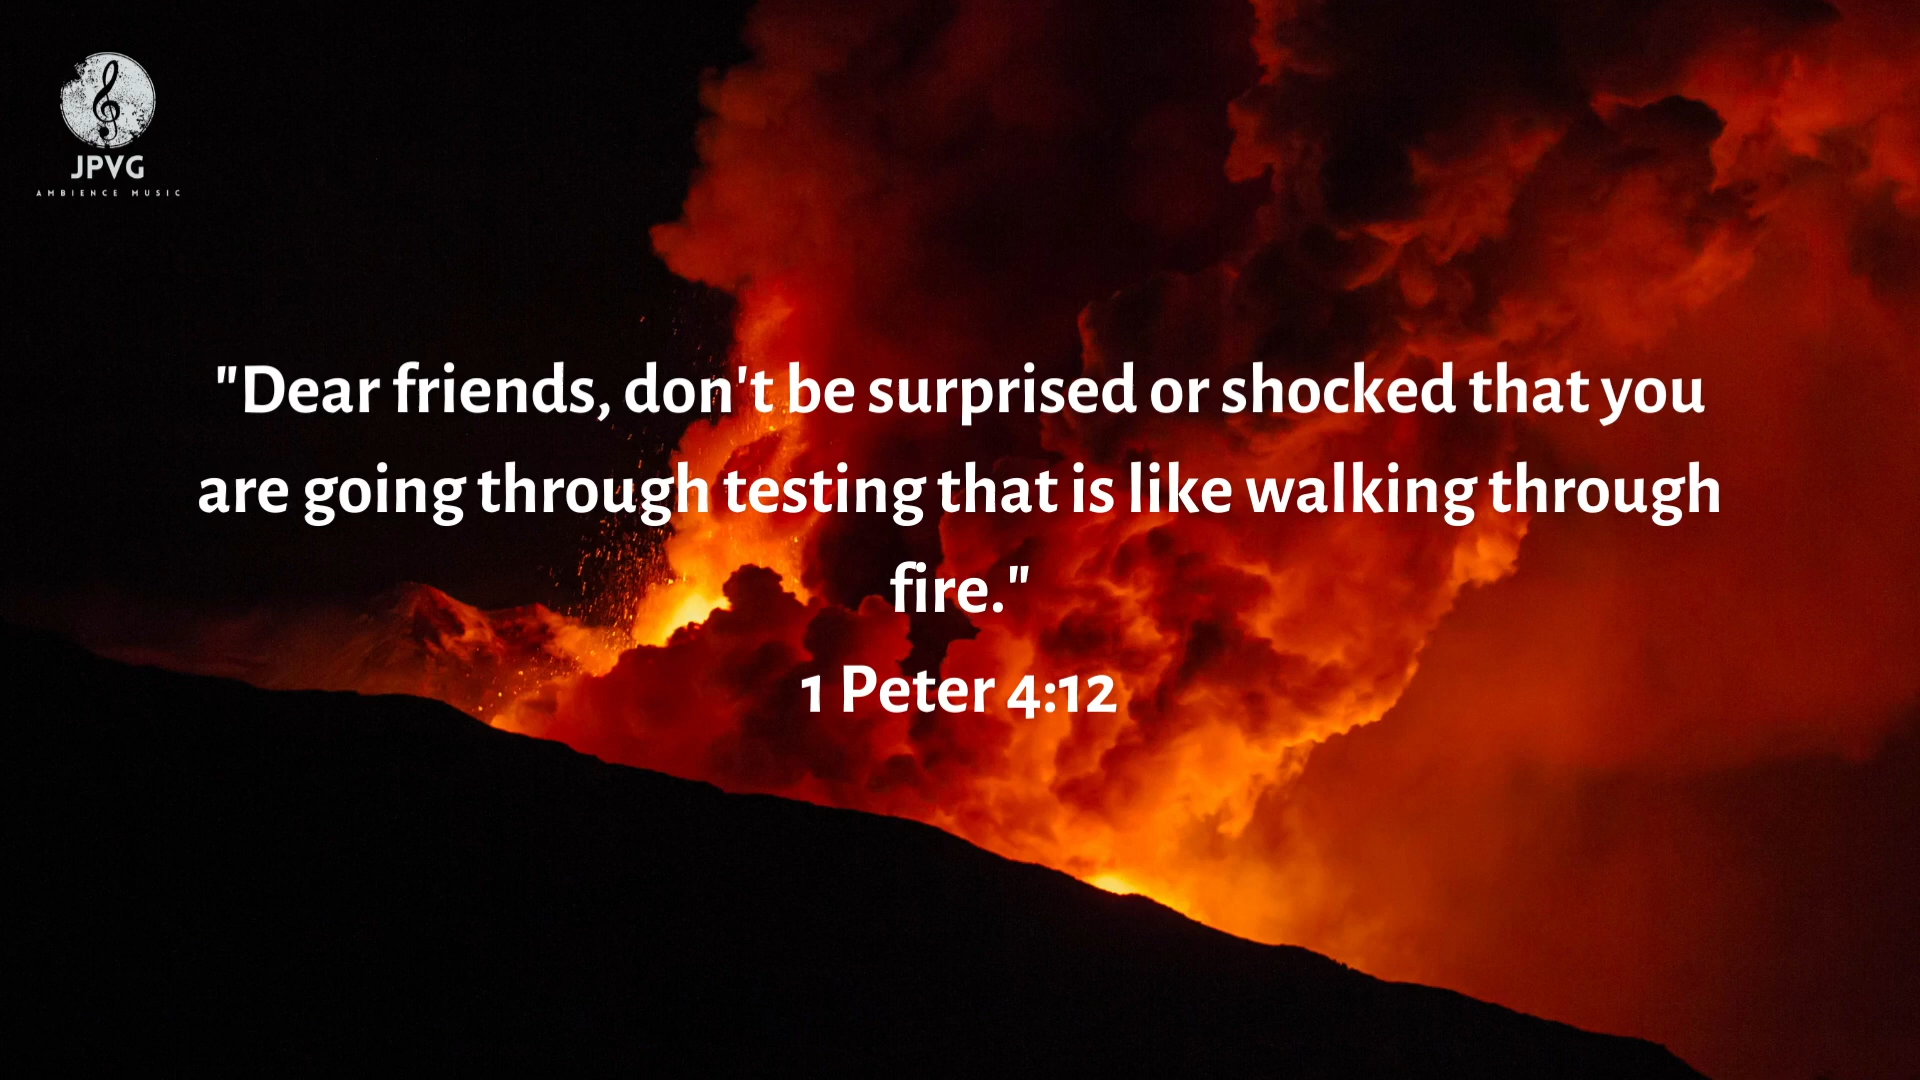 JPVG
AMBIENCE MUSIC
"Dear friends, don't be surprised or shocked that you
are going through testing that is like walking through
fire."
1 Peter 4:12